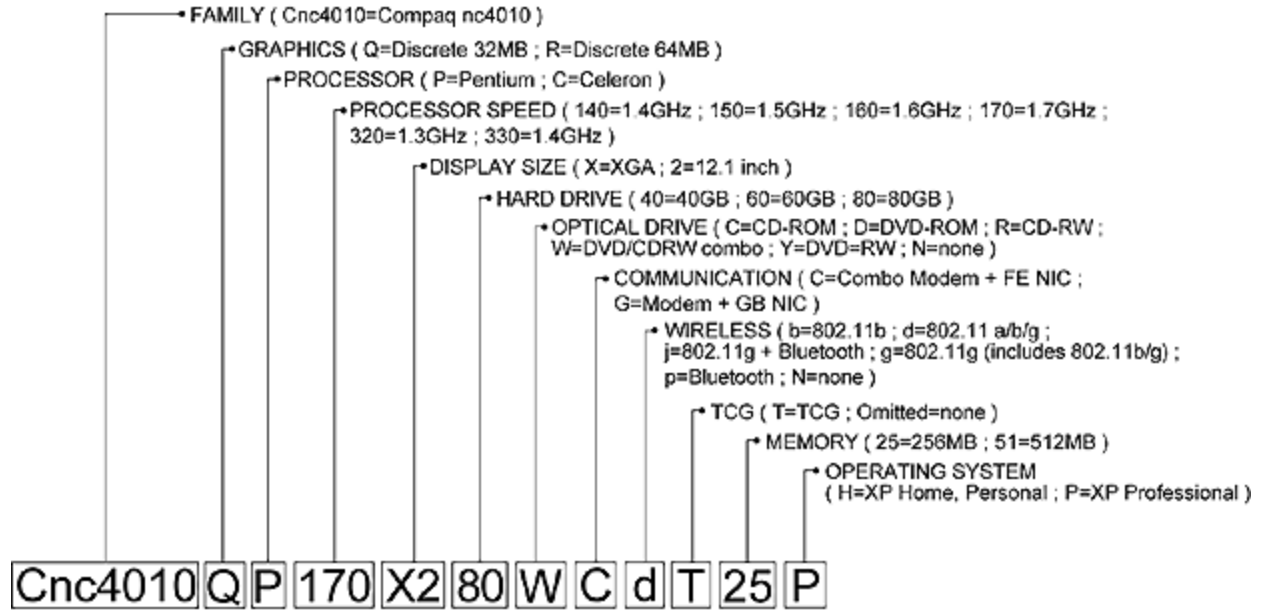 FAMILY ( Cnc4010=Compaq nc4010 )
GRAPHICS ( Q=Discrete 32MB ; R=Discrete 64MB )
PROCESSOR ( P=Pentium ; C=Celeron )
PROCESSOR SPEED ( 140=1.4GHz ; 150=1.5GHz ; 160=1.6GHz ; 170=1.7GHz ;
320=1.3GHz ; 330=1.4GHz )
DISPLAY SIZE ( X=XGA ; 2=12.1 inch )
HARD DRIVE ( 40=40GB ; 60=60GB ; 80=80GB )
OPTICAL DRIVE ( C=CD-ROM ; D=DVD-ROM ; R=CD-RW ;
W=DVD/CDRW combo ; Y=DVD=RW ; N=none )
COMMUNICATION ( C=Combo Modem + FE NIC ;
G=Modem + GB NIC )
WIRELESS ( b=802.11b ; d=802.11 a/b/g ;
j=802.11g + Bluetooth ; g=802.11g (includes 802.11b/g) ;
p=Bluetooth ; N=none )
TCG ( T=TCG ; Omitted=none )
MEMORY ( 25=256MB ; 51=512MB )
OPERATING SYSTEM
( H=XP Home, Personal ; P=XP Professional )
Cnc4010 Q P 170 X2 80 W C d T 25 P